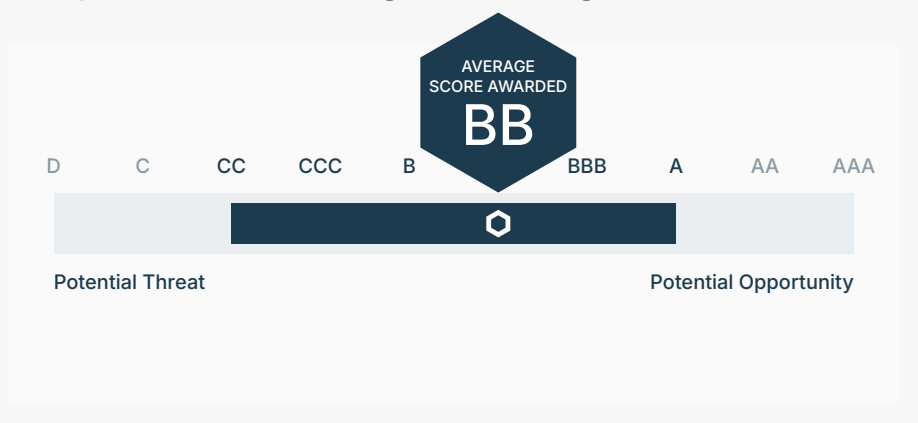 AVERAGE
SCORE AWARDED
BB
D C CC CCC B BBB A AA AAA
Potential Threat Potential Opportunity